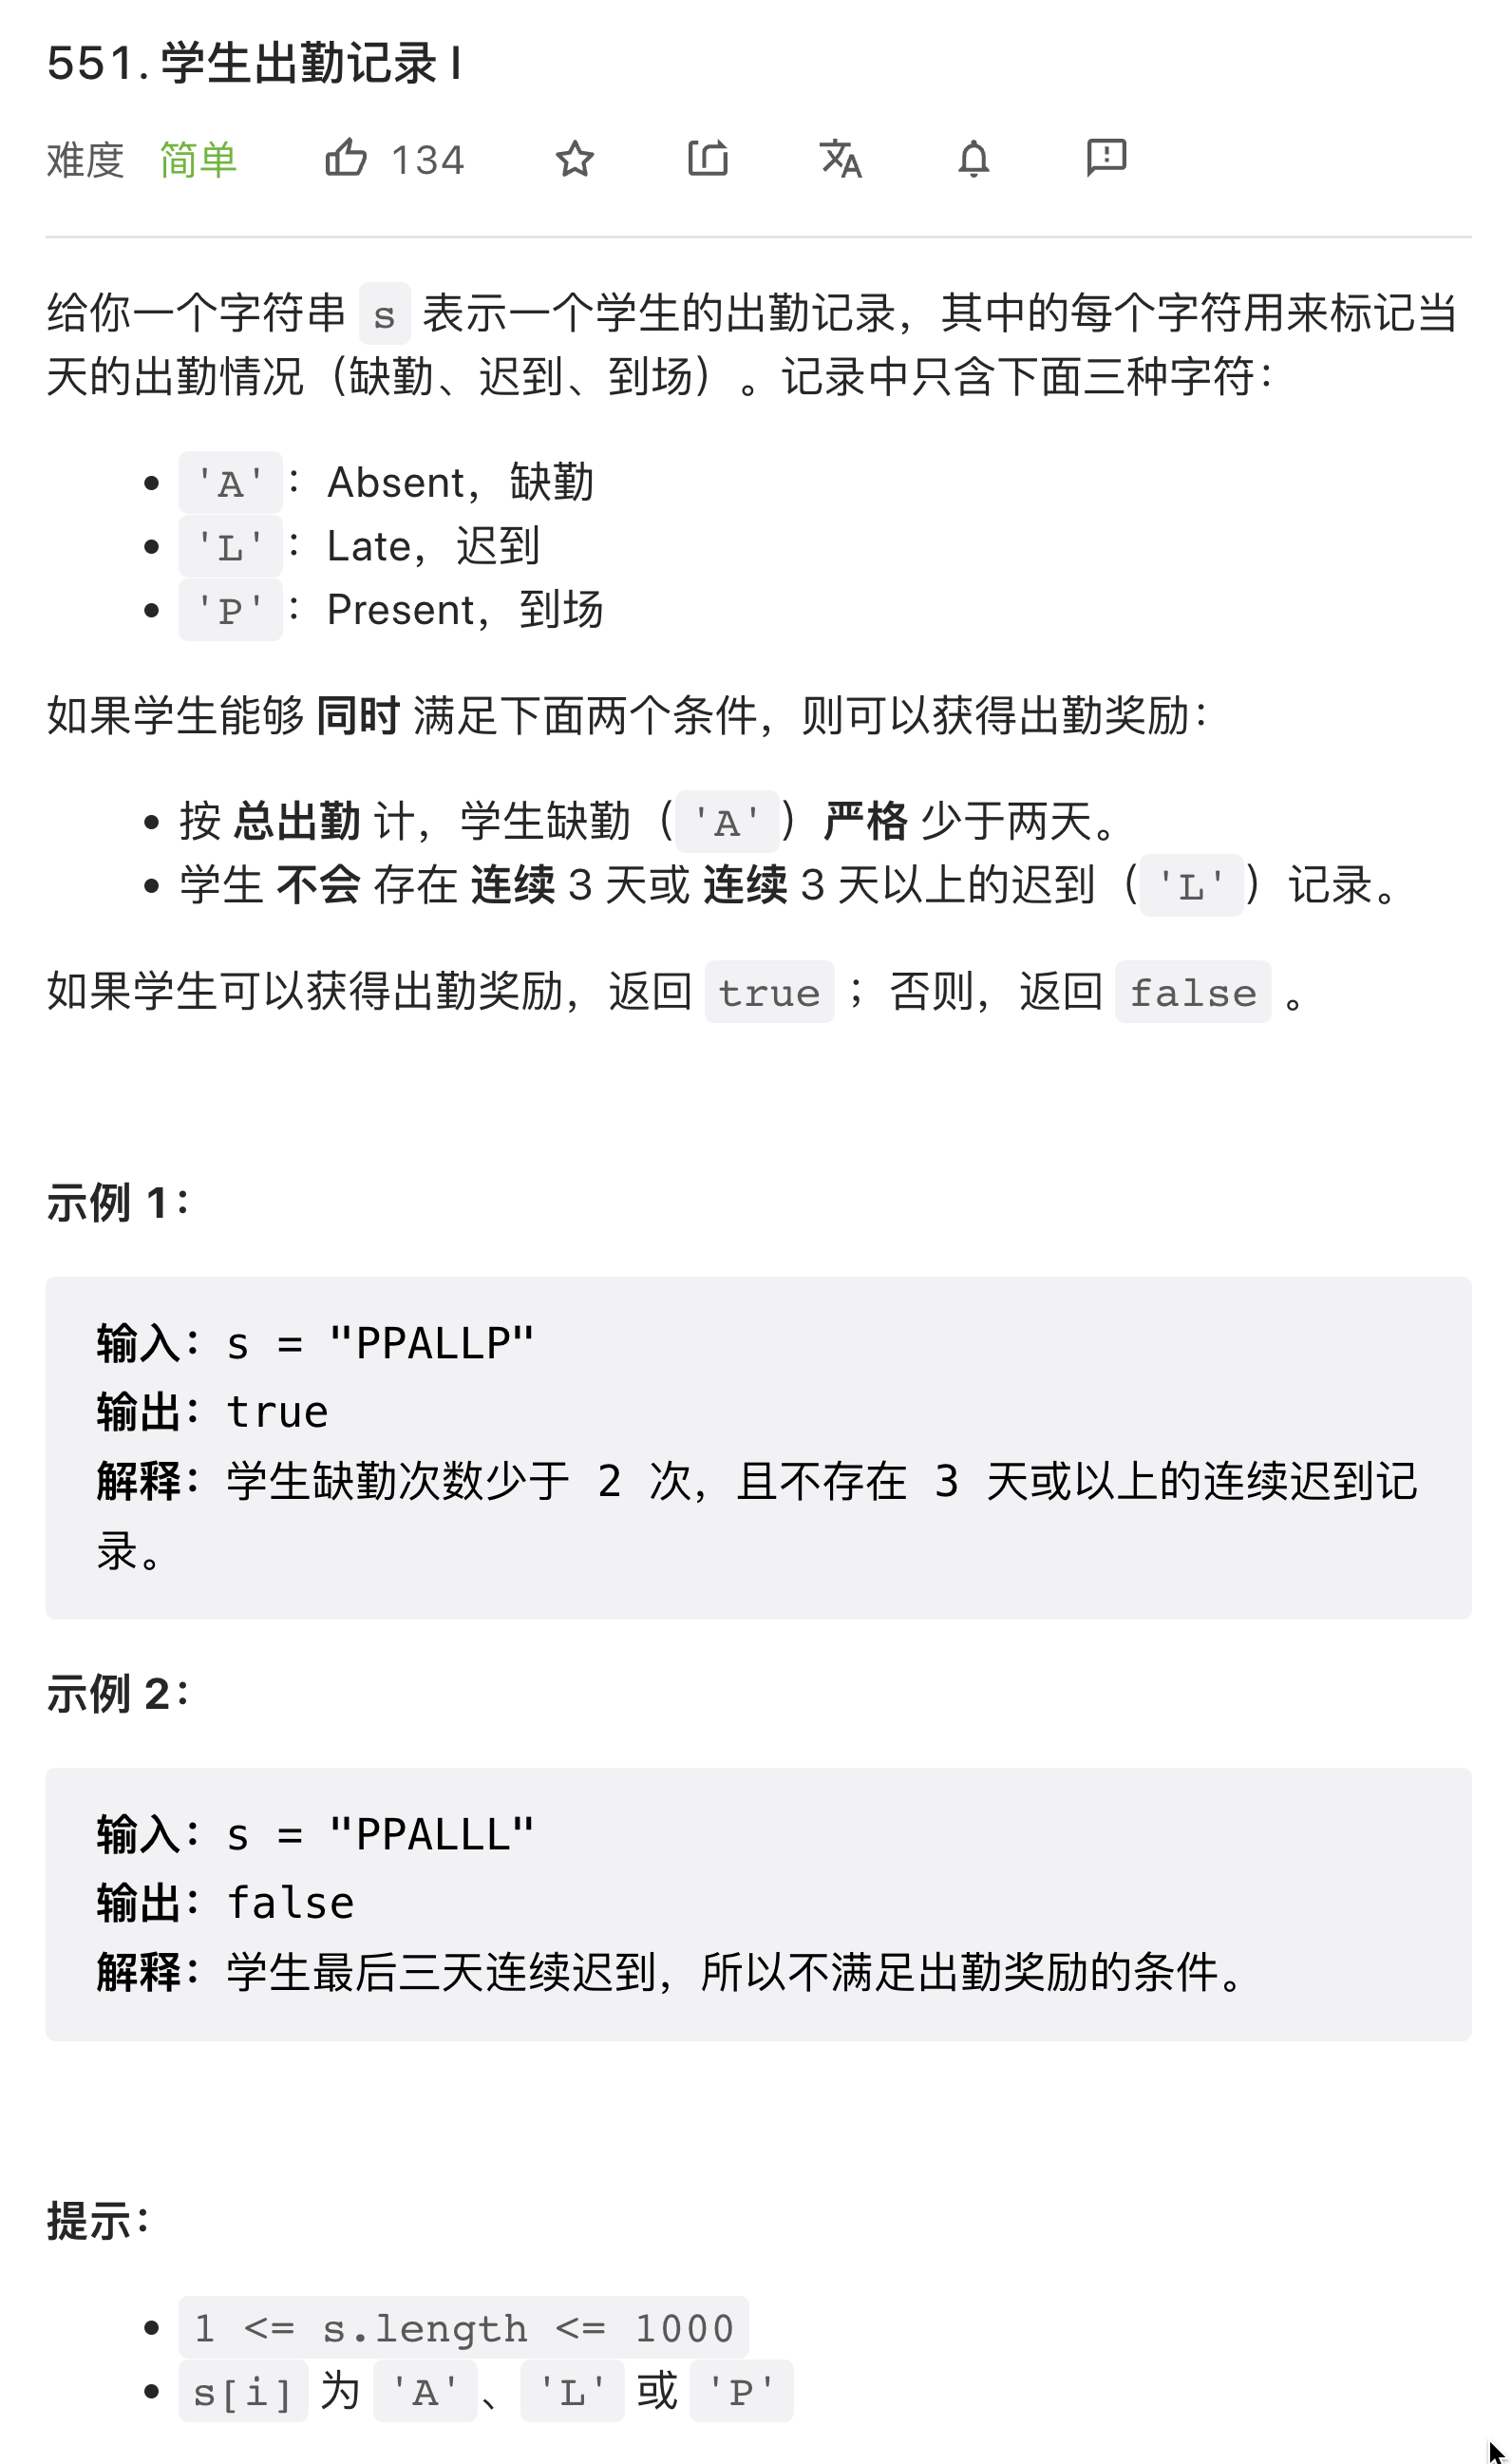 551. 学生出勤记录 I
难度 简单 134
给你一个字符串 s 表示一个学生的出勤记录，其中的每个字符用来标记当
天的出勤情况（缺勤、迟到、到场）。记录中只含下面三种字符：
'A'：Absent，缺勤
'L'：Late，迟到
'P'：Present，到场
如果学生能够 同时 满足下面两个条件，则可以获得出勤奖励：
按 总出勤 计，学生缺勤（'A'）严格 少于两天。
学生 不会 存在 连续 3 天或 连续 3 天以上的迟到（'L'）记录。
如果学生可以获得出勤奖励，返回 true ；否则，返回 false 。
示例 1：
输入：s = "PPALLP"
输出：true
解释：学生缺勤次数少于 2 次，且不存在 3 天或以上的连续迟到记
录。
示例 2：
输入：s = "PPALLL"
输出：false
解释：学生最后三天连续迟到，所以不满足出勤奖励的条件。
提示：
1 <= s.length <= 1000
s[i] 为 'A'、'L' 或 'P'